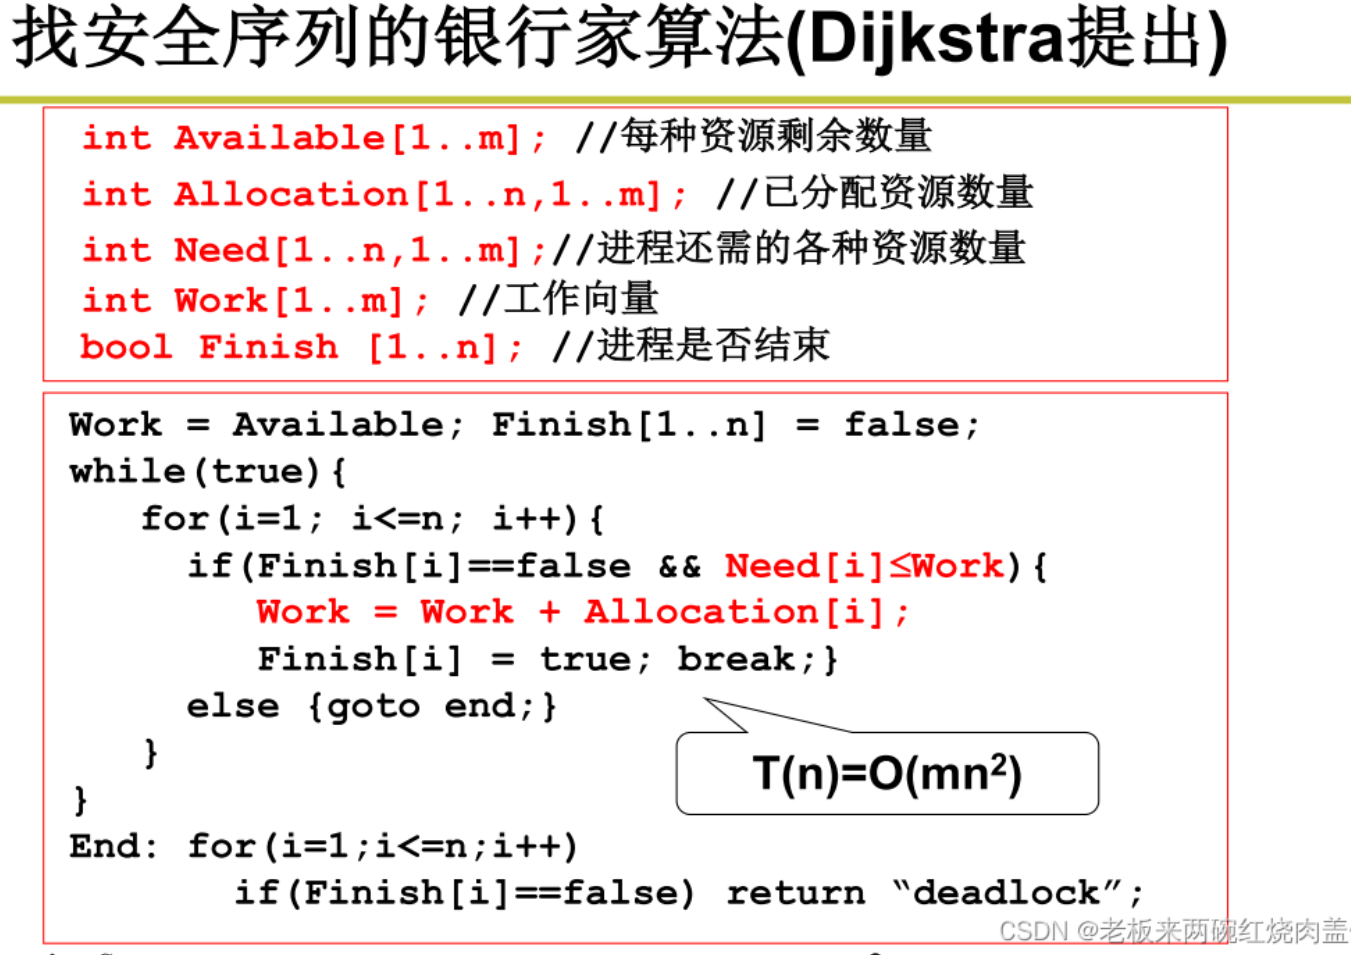 找安全序列的银行家算法(Dijkstra提出)
int Available[1..m]; //每种资源剩余数量
int Allocation[1..n,1..m]; //已分配资源数量
int Need[1..n,1..m];//进程还需的各种资源数量
int Work[1..m]; //工作向量
bool Finish [1..n]; //进程是否结束
Work = Available; Finish[1..n] = false;
while(true){
for(i=1; i<=n; i++){
if(Finish[i]==false && Need[i]≤Work){
Work = Work + Allocation[i];
Finish[i] = true; break;}
else {goto end;}
}
}
T(n)=O(mn²)
End: for(i=1;i<=n;i++)
if(Finish[i]==false) return “deadlock”;
CSDN @老板来两碗红烧肉盖